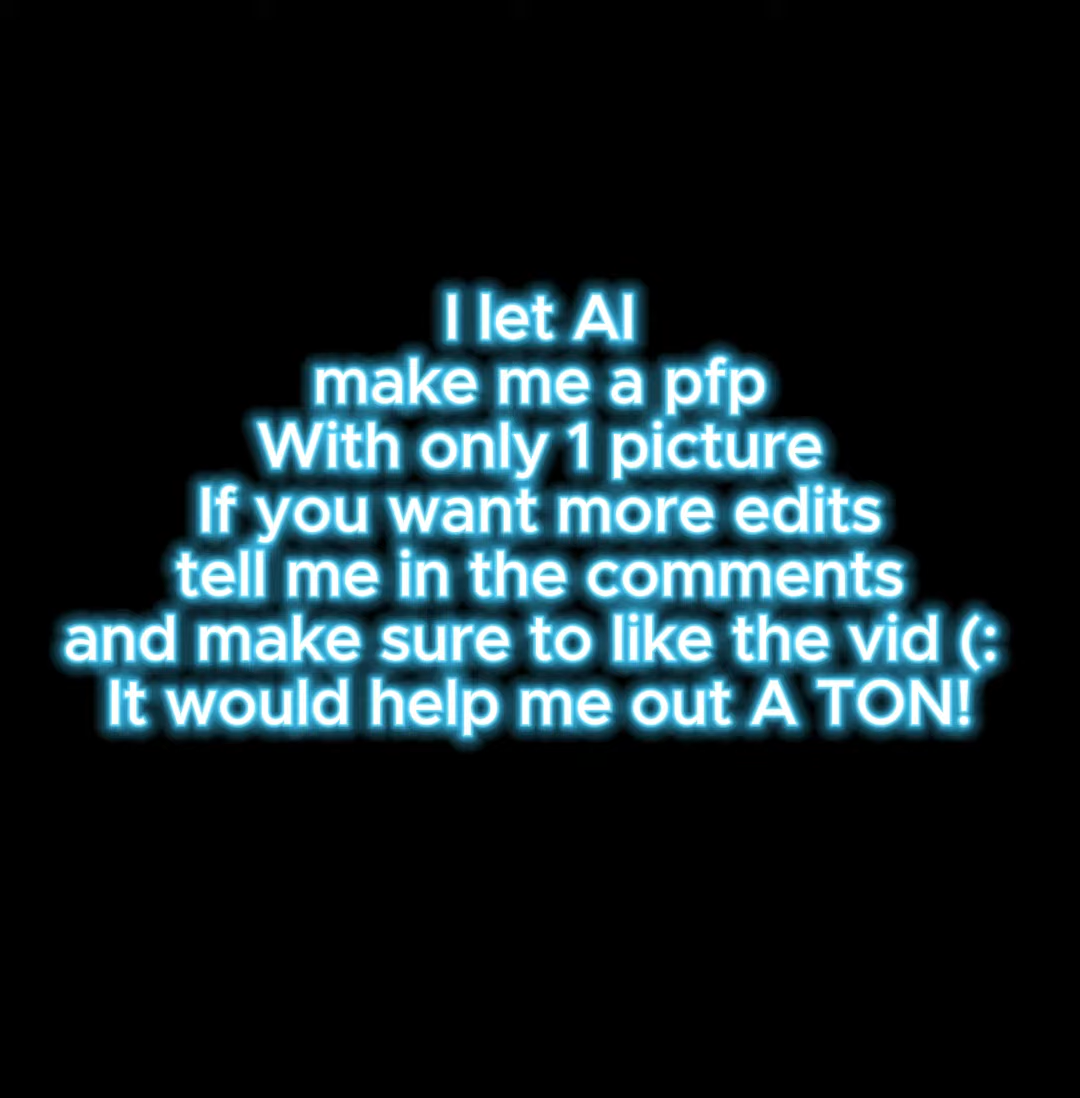 I let AI
make me a pfp
With only 1 picture
If you want more edits
tell me in the comments
and make sure to like the vid (:
It would help me out A TON!